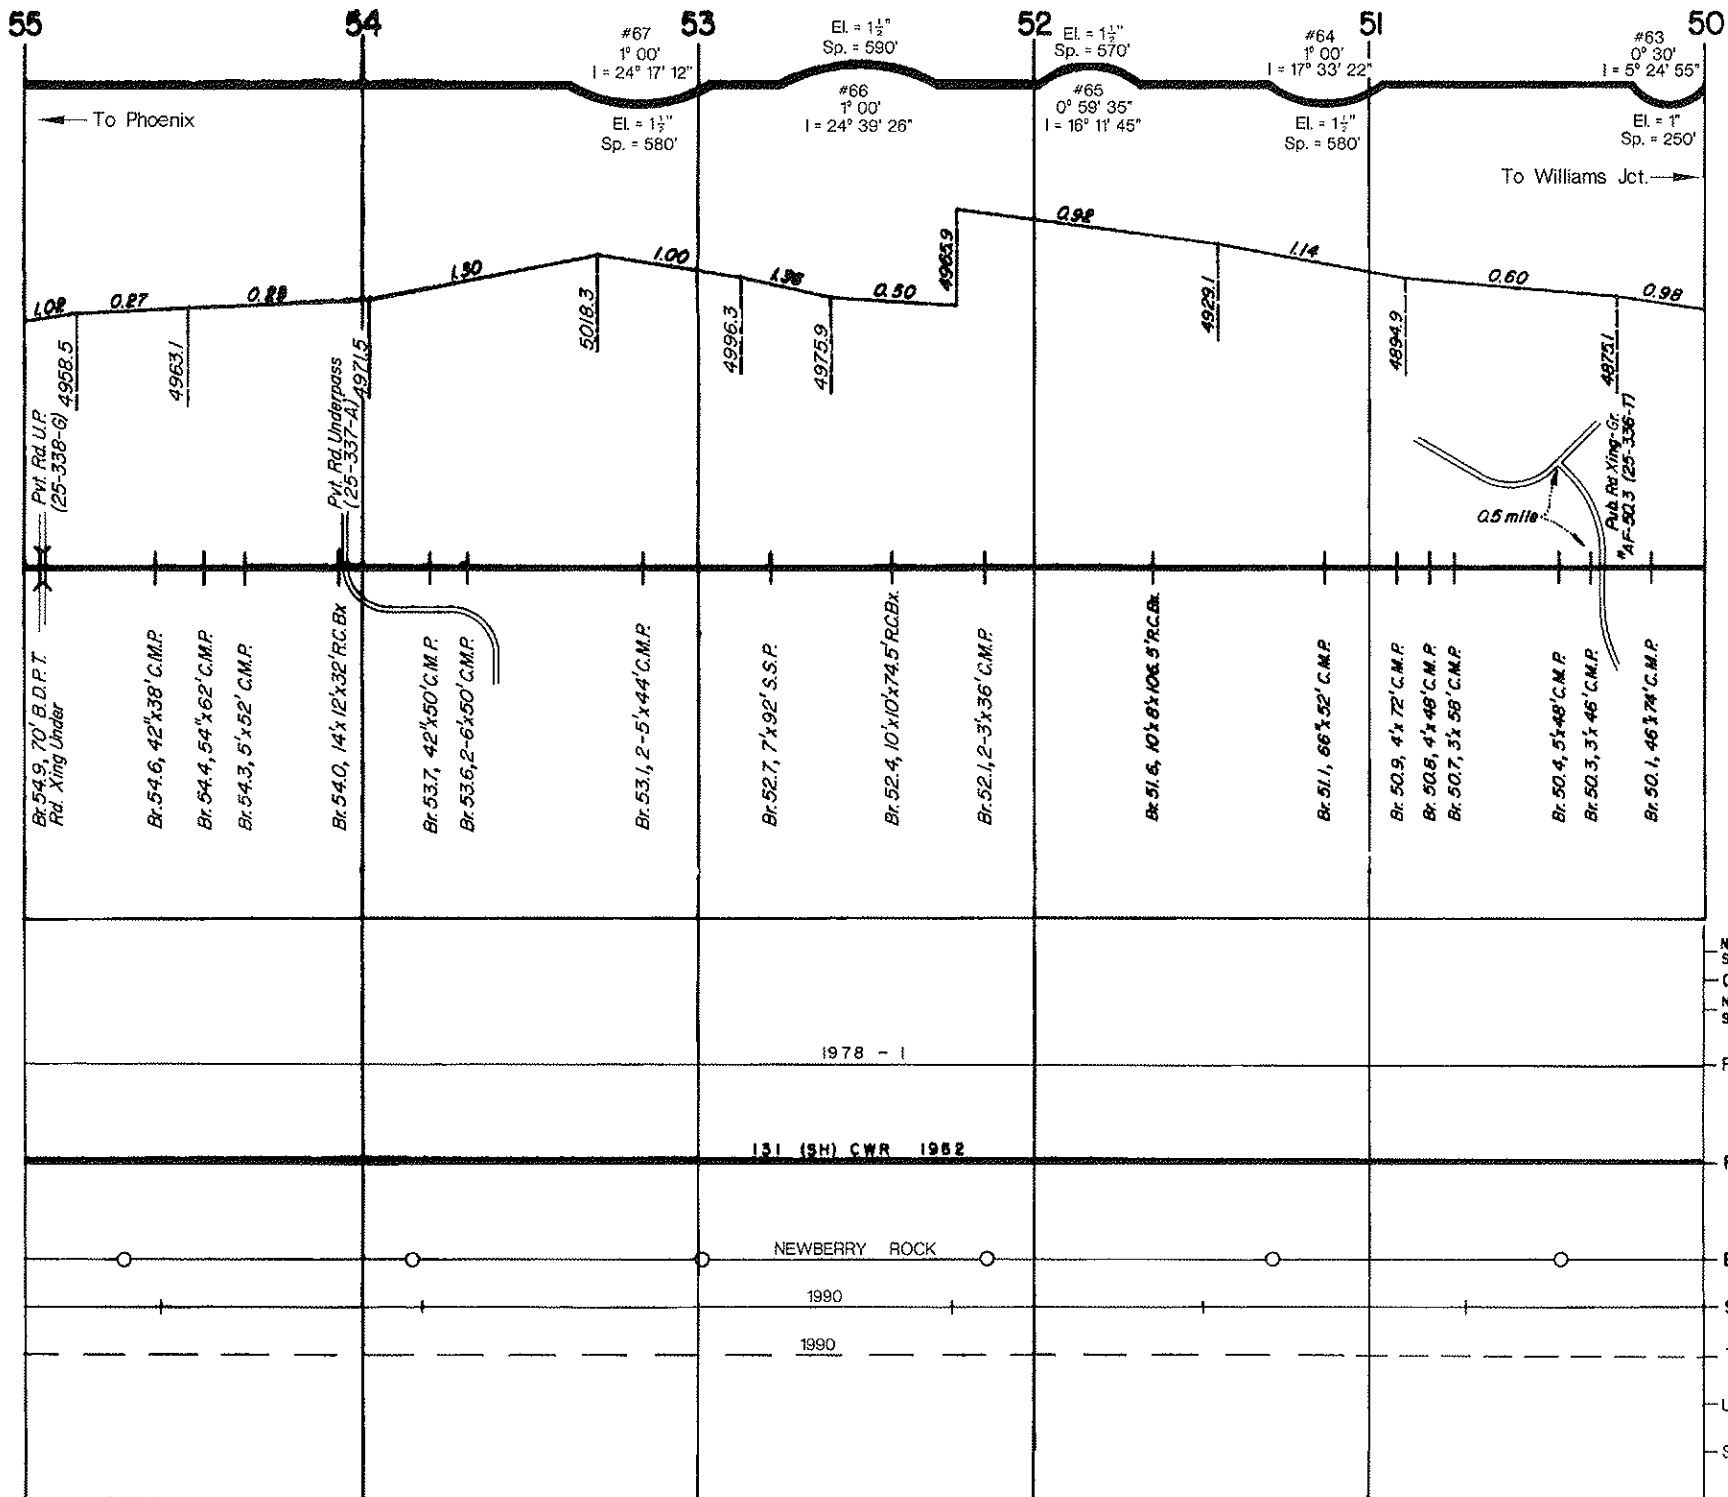 55 54 53 52 51 50
#67
1° 00'
I = 24° 17' 12"
El. = 1½"
Sp. = 580'
El. = 1½"
Sp. = 590'
#66
1° 00'
I = 24° 39' 26"
El. = 1½"
Sp. = 570'
#65
0° 59' 35"
I = 16° 11' 45"
#64
1° 00'
I = 17° 33' 22"
El. = 1½"
Sp. = 580'
#63
0° 30'
I = 5° 24' 55"
El. = 1"
Sp. = 250'
To Phoenix
To Williams Jct.
1.02 0.27 0.28 1.30 1.00 1.36 0.50 0.92 1.14 0.60 0.98
4958.5
4963.1
4971.5
5018.3
4996.3
4975.9
4965.9
4929.1
4894.9
4875.1
Pvt. Rd. U.P.
(25-338-G)
Pvt. Rd. Underpass
(25-337-A)
0.5 mile
Pub. Rd Xing-Gr.
"AF-50.3 (25-336-T)
Br. 54.9, 70' B.D.P.T.
Rd. Xing Under
Br. 54.6, 42"x38' C.M.P.
Br. 54.4, 54"x62' C.M.P.
Br. 54.3, 5'x52' C.M.P.
Br. 54.0, 14'x12'x32' R.C.Bx
Br. 53.7, 42"x50' C.M.P.
Br. 53.6, 2-6'x50' C.M.P.
Br. 53.1, 2-5'x44' C.M.P.
Br. 52.7, 7'x92' S.S.P.
Br. 52.4, 10'x10'x74.5' R.C.Bx.
Br. 52.1, 2-3'x36' C.M.P.
Br. 51.6, 10'x8'x106.5' R.C.Bx.
Br. 51.1, 66"x52' C.M.P.
Br. 50.9, 4'x72' C.M.P.
Br. 50.8, 4'x48' C.M.P.
Br. 50.7, 3'x58' C.M.P.
Br. 50.4, 5'x48' C.M.P.
Br. 50.3, 3'x46' C.M.P.
Br. 50.1, 46"x74' C.M.P.
1978 - 1
131 (SH) CWR 1962
NEWBERRY ROCK
1990
1990